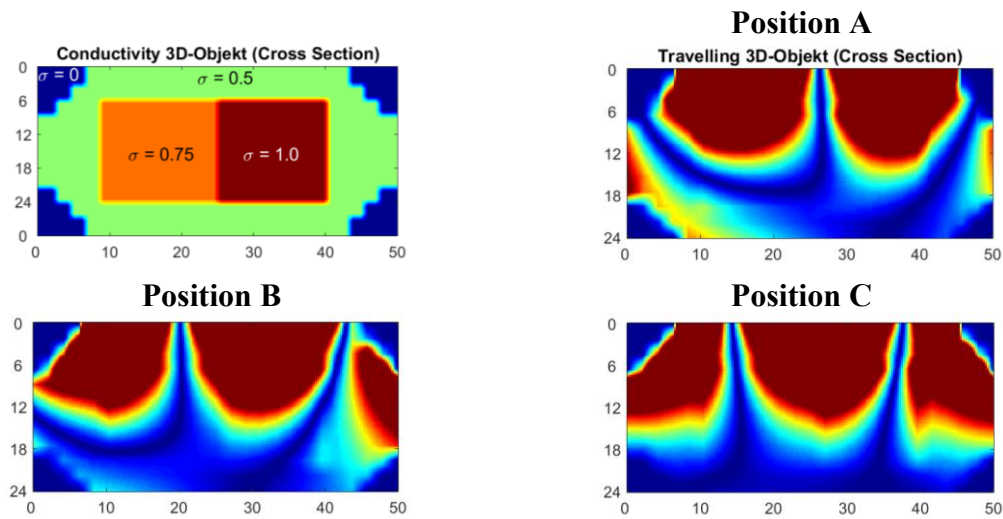 Position A
Conductivity 3D-Objekt (Cross Section)
Travelling 3D-Objekt (Cross Section)
0
σ = 0
σ = 0.5
6
12
σ = 0.75
σ = 1.0
18
24
0
0 10 20 30 40 50
0
6
12
18
24
0 10 20 30 40 50
Position B
Position C
0
6
12
18
24
0 10 20 30 40 50
0
6
12
18
24
0 10 20 30 40 50